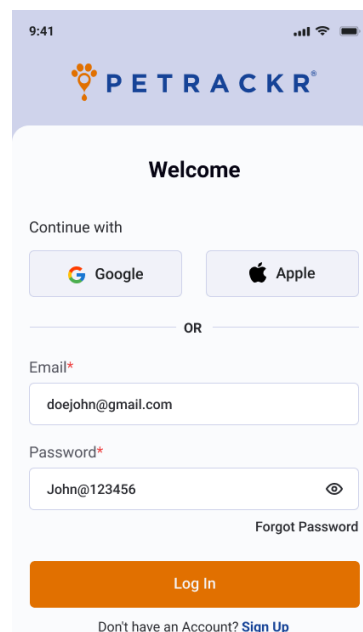 9:41
PETRACKR®
Welcome
Continue with
Google
Apple
OR
Email*
doejohn@gmail.com
Password*
John@123456
Forgot Password
Log In
Don't have an Account? Sign Up